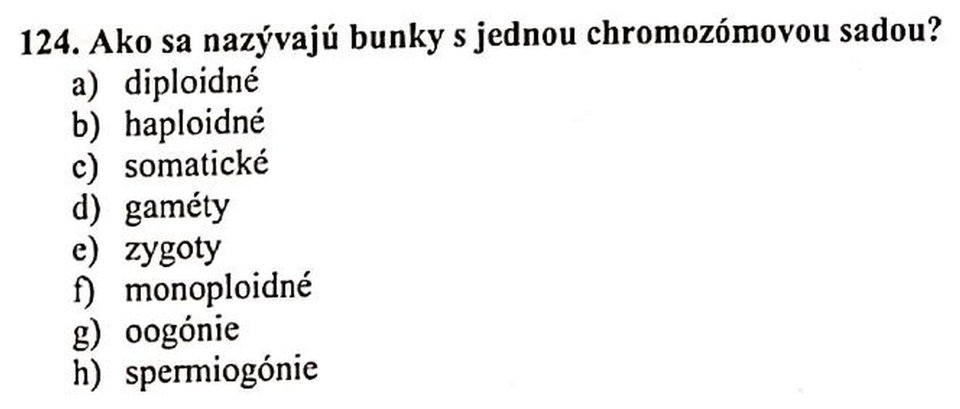 124. Ako sa nazývajú bunky s jednou chromozómovou sadou?
a) diploidné
b) haploidné
c) somatické
d) gaméty
e) zygoty
f) monoploidné
g) oogónie
h) spermiogónie